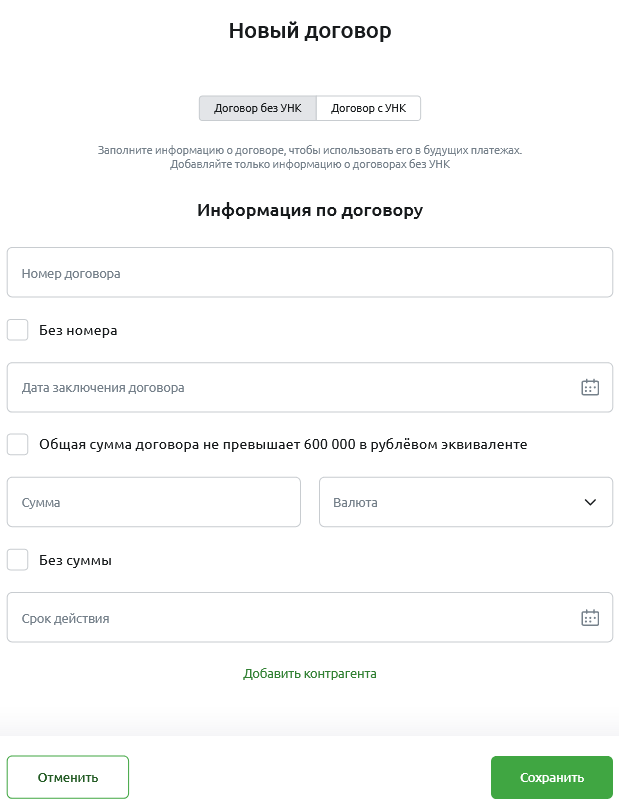 Новый договор
Договор без УНК
Договор с УНК
Заполните информацию о договоре, чтобы использовать его в будущих платежах.
Добавляйте только информацию о договорах без УНК
Информация по договору
Номер договора
Без номера
Дата заключения договора
Общая сумма договора не превышает 600 000 в рублёвом эквиваленте
Сумма
Валюта
Без суммы
Срок действия
Добавить контрагента
Отменить
Сохранить